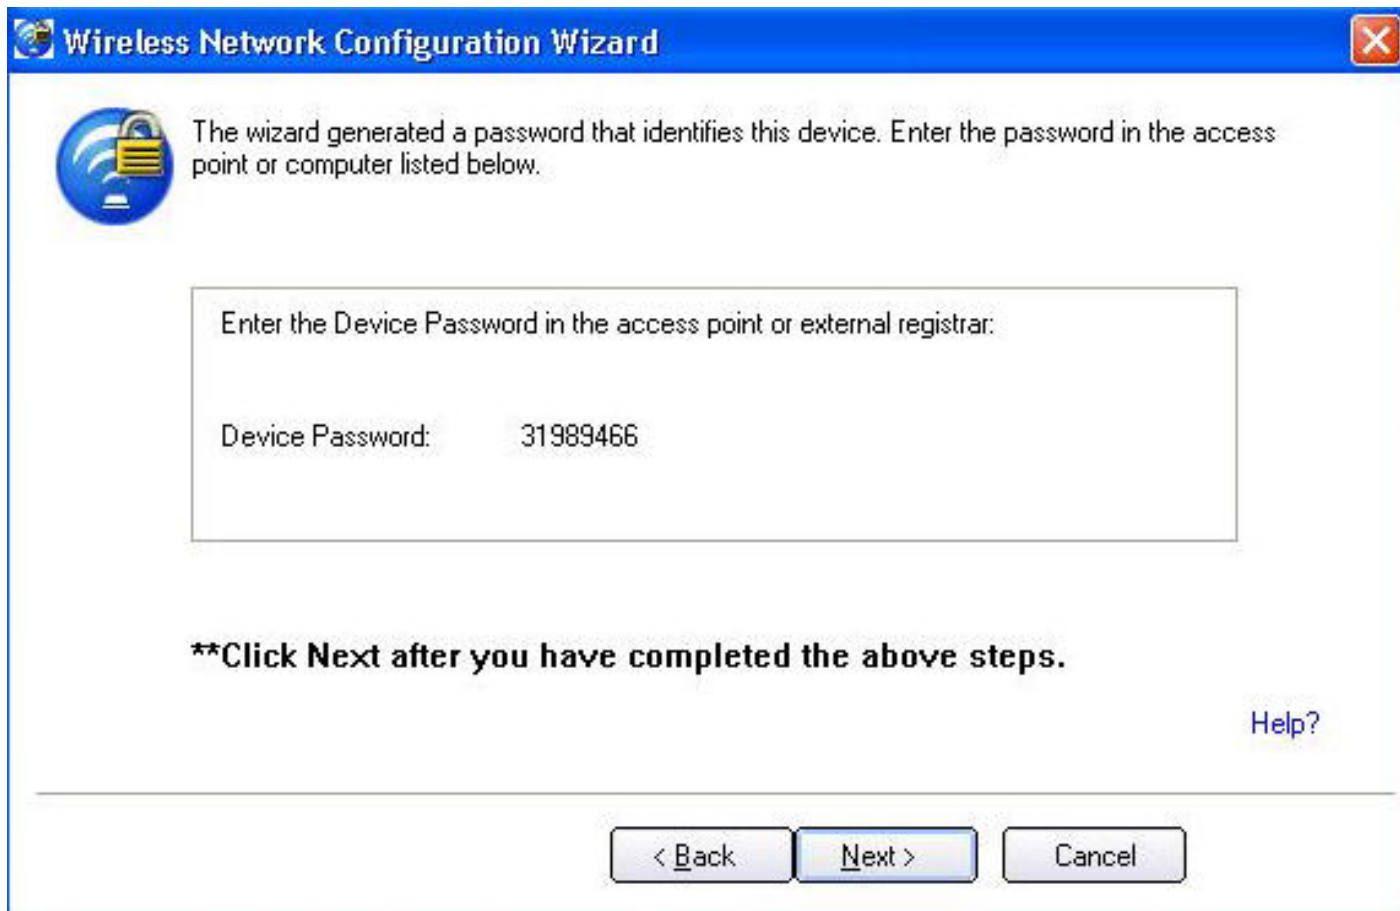 Wireless Network Configuration Wizard
The wizard generated a password that identifies this device. Enter the password in the access
point or computer listed below.
Enter the Device Password in the access point or external registrar:
Device Password: 31989466
**Click Next after you have completed the above steps.
Help?
< Back Next > Cancel